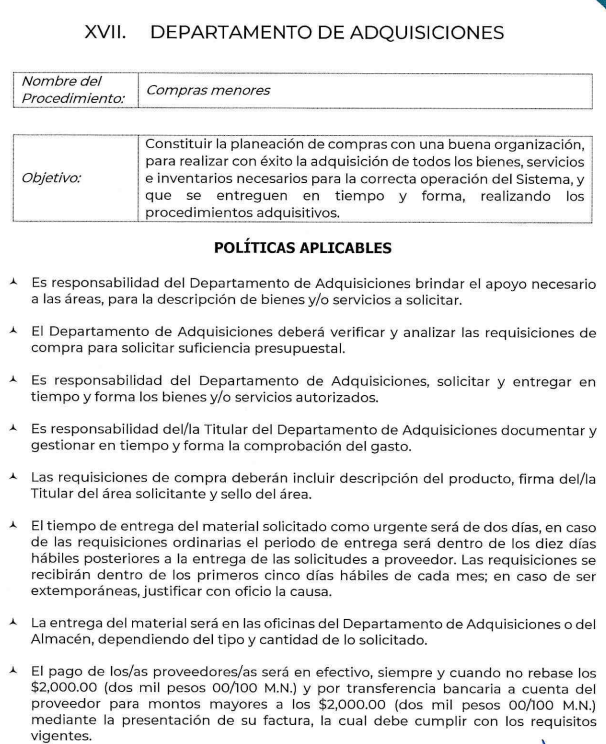 XVII. DEPARTAMENTO DE ADQUISICIONES
Nombre del
Procedimiento:
Compras menores
Objetivo:
Constituir la planeación de compras con una buena organización,
para realizar con éxito la adquisición de todos los bienes, servicios
e inventarios necesarios para la correcta operación del Sistema, y
que se entreguen en tiempo y forma, realizando los
procedimientos adquisitivos.
POLÍTICAS APLICABLES
Es responsabilidad del Departamento de Adquisiciones brindar el apoyo necesario
a las áreas, para la descripción de bienes y/o servicios a solicitar.
El Departamento de Adquisiciones deberá verificar y analizar las requisiciones de
compra para solicitar suficiencia presupuestal.
Es responsabilidad del Departamento de Adquisiciones, solicitar y entregar en
tiempo y forma los bienes y/o servicios autorizados.
Es responsabilidad del/la Titular del Departamento de Adquisiciones documentar y
gestionar en tiempo y forma la comprobación del gasto.
Las requisiciones de compra deberán incluir descripción del producto, firma del/la
Titular del área solicitante y sello del área.
El tiempo de entrega del material solicitado como urgente será de dos días, en caso
de las requisiciones ordinarias el periodo de entrega será dentro de los diez días
hábiles posteriores a la entrega de las solicitudes a proveedor. Las requisiciones se
recibirán dentro de los primeros cinco días hábiles de cada mes; en caso de ser
extemporáneas, justificar con oficio la causa.
La entrega del material será en las oficinas del Departamento de Adquisiciones o del
Almacén, dependiendo del tipo y cantidad de lo solicitado.
El pago de los/as proveedores/as será en efectivo, siempre y cuando no rebase los
$2,000.00 (dos mil pesos 00/100 M.N.) y por transferencia bancaria a cuenta del
proveedor para montos mayores a los $2,000.00 (dos mil pesos 00/100 M.N.)
mediante la presentación de su factura, la cual debe cumplir con los requisitos
vigentes.